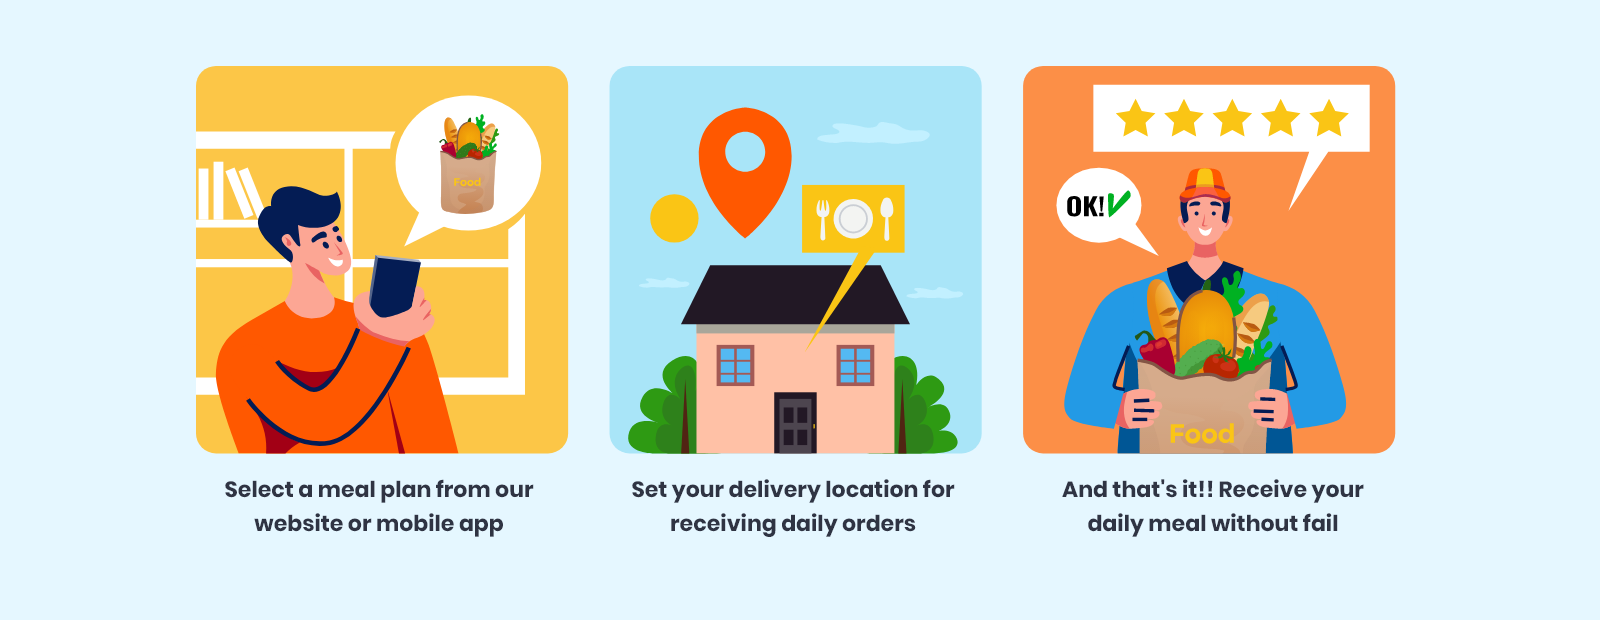 Food
OK!
Food
Select a meal plan from our
website or mobile app
Set your delivery location for
receiving daily orders
And that's it!! Receive your
daily meal without fail